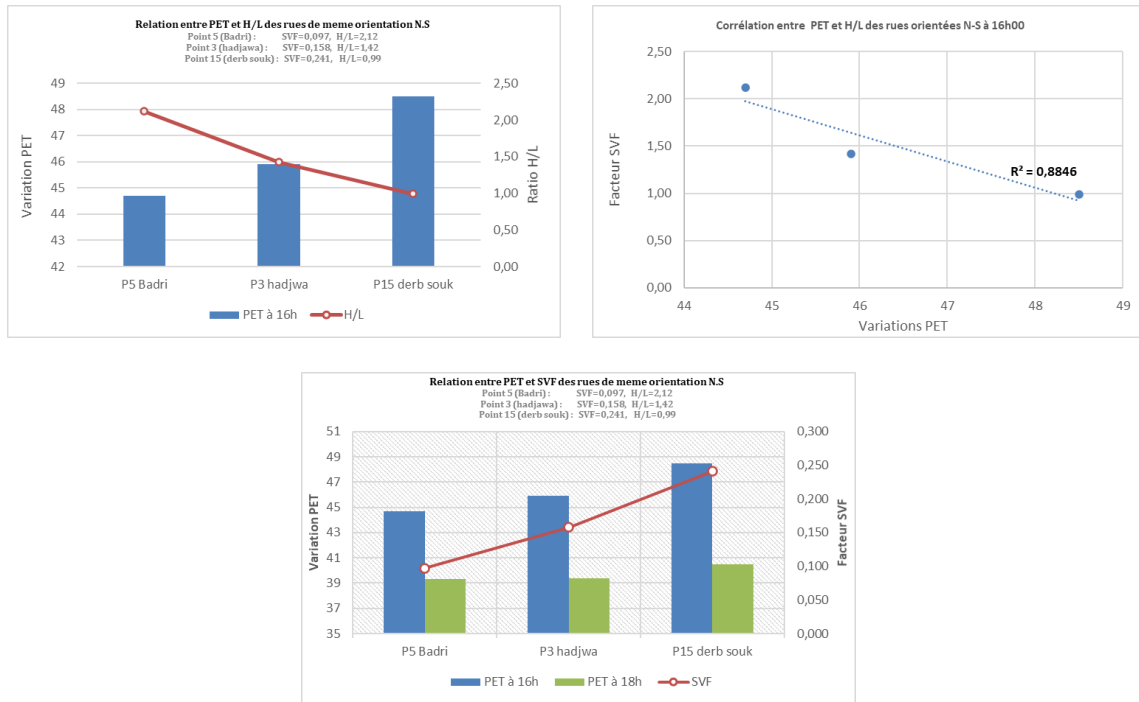 Relation entre PET et H/L des rues de meme orientation N.S
Point 5 (Badri) : SVF=0,097, H/L=2,12
Point 3 (hadjawa) : SVF=0,158, H/L=1,42
Point 15 (derb souk) : SVF=0,241, H/L=0,99
49
48
47
46
45
44
43
42
Variation PET
2,50
2,00
1,50
1,00
0,50
0,00
Ratio H/L
P5 Badri P3 hadjwa P15 derb souk
PET à 16h H/L
Corrélation entre PET et H/L des rues orientées N-S à 16h00
2,50
2,00
1,50
1,00
0,50
0,00
Facteur SVF
R² = 0,8846
44 45 46 47 48 49
Variations PET
Relation entre PET et SVF des rues de meme orientation N.S
Point 5 (Badri) : SVF=0,097, H/L=2,12
Point 3 (hadjawa) : SVF=0,158, H/L=1,42
Point 15 (derb souk) : SVF=0,241, H/L=0,99
51
49
47
45
43
41
39
37
35
Variation PET
0,300
0,250
0,200
0,150
0,100
0,050
0,000
Facteur SVF
P5 Badri P3 hadjwa P15 derb souk
PET à 16h PET à 18h SVF